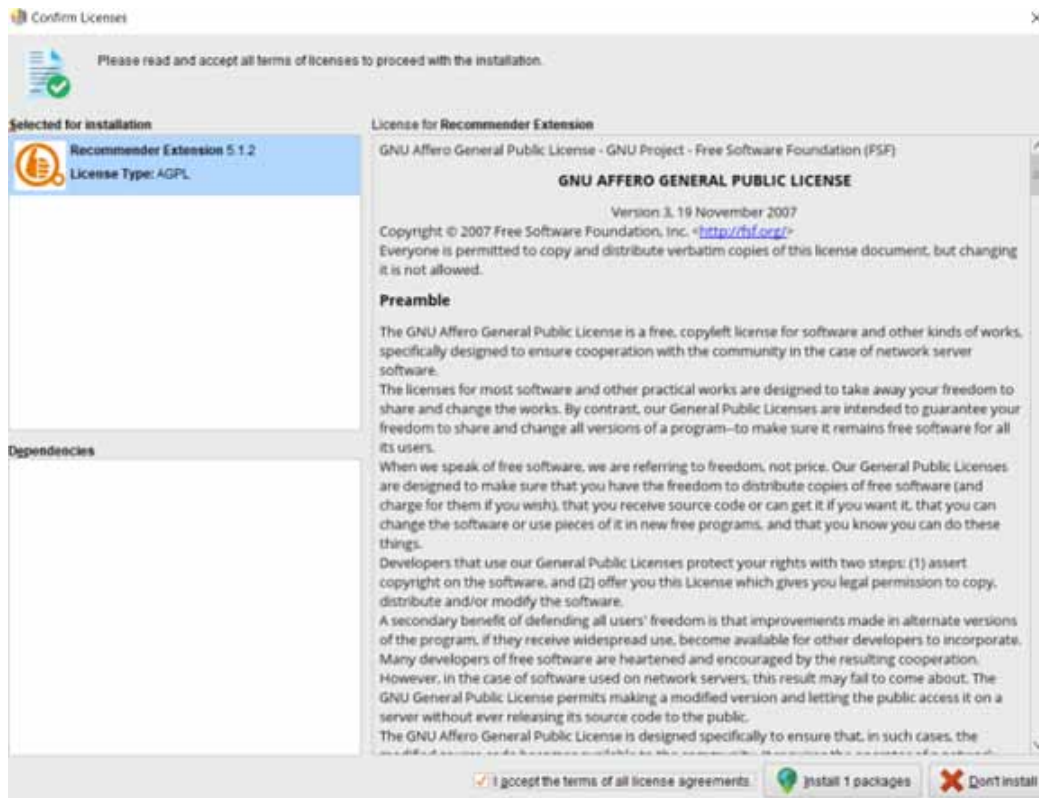 Confirm Licenses
Please read and accept all terms of licenses to proceed with the installation.
Selected for installation
Recommender Extension 5.1.2
License Type: AGPL
Dependencies
License for Recommender Extension
GNU Affero General Public License - GNU Project - Free Software Foundation (FSF)
GNU AFFERO GENERAL PUBLIC LICENSE
Version 3, 19 November 2007
Copyright © 2007 Free Software Foundation, Inc. <http://fsf.org/>
Everyone is permitted to copy and distribute verbatim copies of this license document, but changing
it is not allowed.
Preamble
The GNU Affero General Public License is a free, copyleft license for software and other kinds of works,
specifically designed to ensure cooperation with the community in the case of network server
software.
The licenses for most software and other practical works are designed to take away your freedom to
share and change the works. By contrast, our General Public Licenses are intended to guarantee your
freedom to share and change all versions of a program--to make sure it remains free software for all
its users.
When we speak of free software, we are referring to freedom, not price. Our General Public Licenses
are designed to make sure that you have the freedom to distribute copies of free software (and
charge for them if you wish), that you receive source code or can get it if you want it, that you can
change the software or use pieces of it in new free programs, and that you know you can do these
things.
Developers that use our General Public Licenses protect your rights with two steps: (1) assert
copyright on the software, and (2) offer you this License which gives you legal permission to copy,
distribute and/or modify the software.
A secondary benefit of defending all users' freedom is that improvements made in alternate versions
of the program, if they receive widespread use, become available for other developers to incorporate.
Many developers of free software are heartened and encouraged by the resulting cooperation.
However, in the case of software used on network servers, this result may fail to come about. The
GNU General Public License permits making a modified version and letting the public access it on a
server without ever releasing its source code to the public.
The GNU Affero General Public License is designed specifically to ensure that, in such cases, the
I accept the terms of all license agreements.
Install 1 packages
Don't install